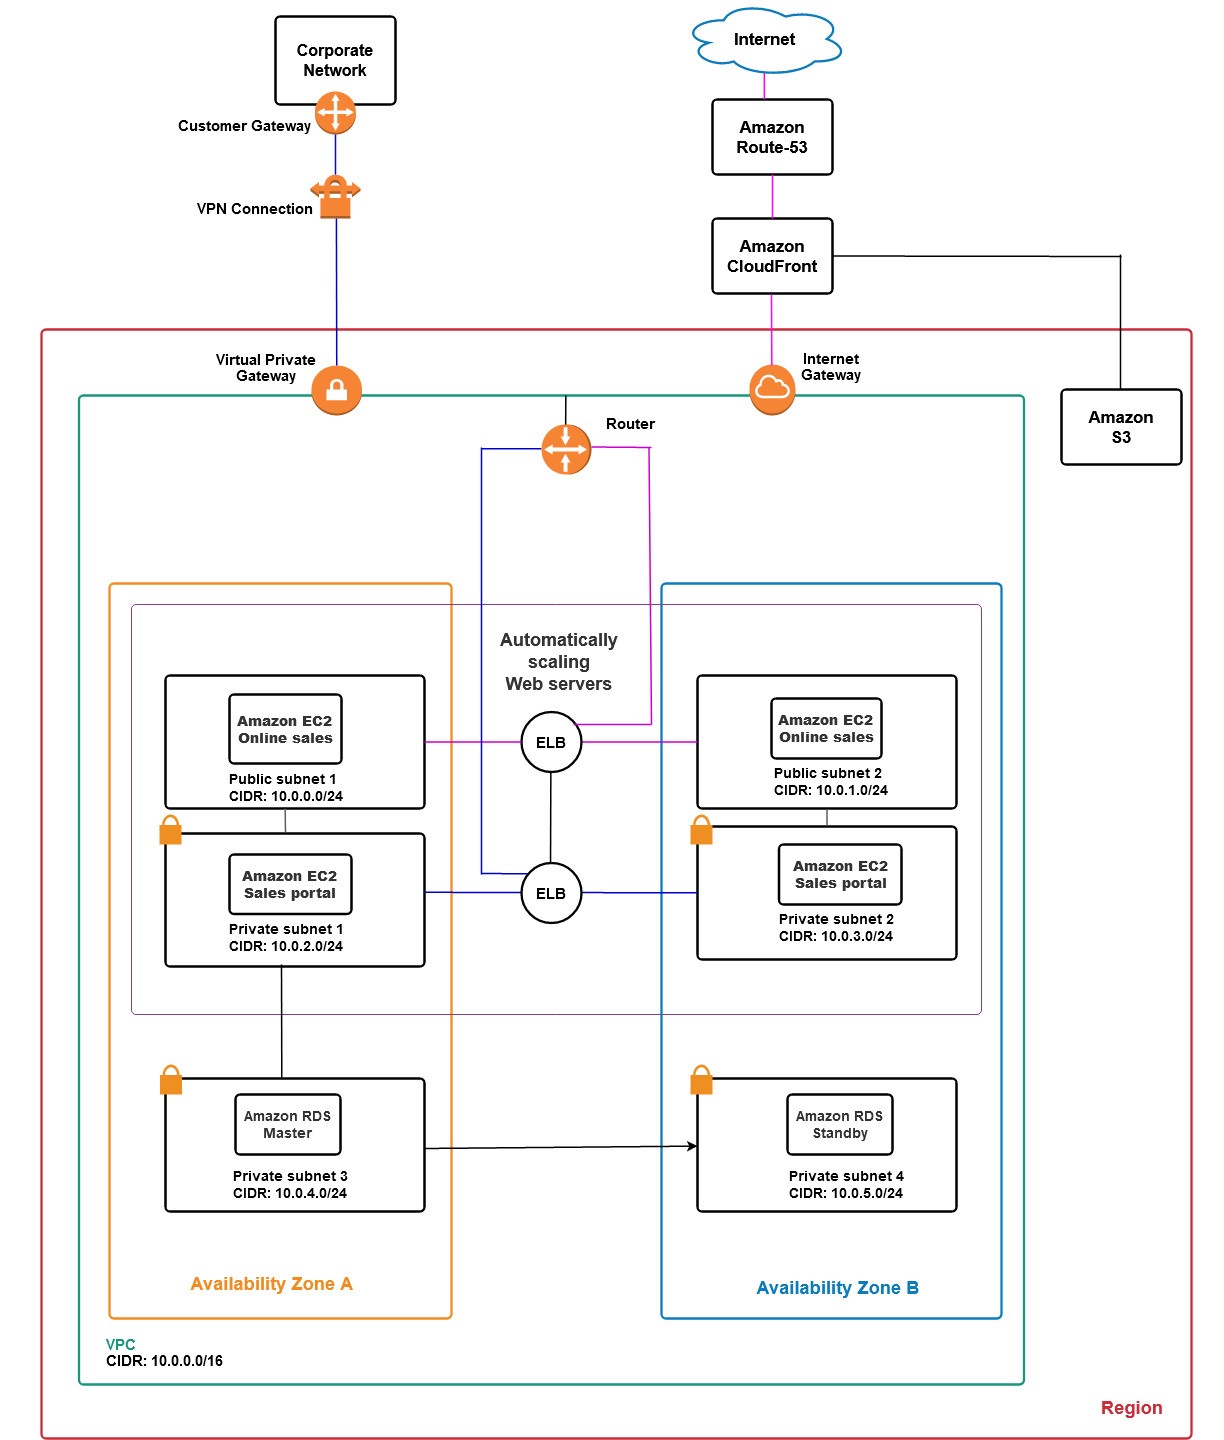 Corporate
Network
Internet
Amazon
Route-53
Customer Gateway
VPN Connection
Amazon
CloudFront
Virtual Private
Gateway
Internet
Gateway
Router
Amazon
S3
Automatically
scaling
Web servers
Amazon EC2
Online sales
Public subnet 1
CIDR: 10.0.0.0/24
ELB
Amazon EC2
Online sales
Public subnet 2
CIDR: 10.0.1.0/24
Amazon EC2
Sales portal
Private subnet 1
CIDR: 10.0.2.0/24
ELB
Amazon EC2
Sales portal
Private subnet 2
CIDR: 10.0.3.0/24
Amazon RDS
Master
Private subnet 3
CIDR: 10.0.4.0/24
Amazon RDS
Standby
Private subnet 4
CIDR: 10.0.5.0/24
Availability Zone A
Availability Zone B
VPC
CIDR: 10.0.0.0/16
Region